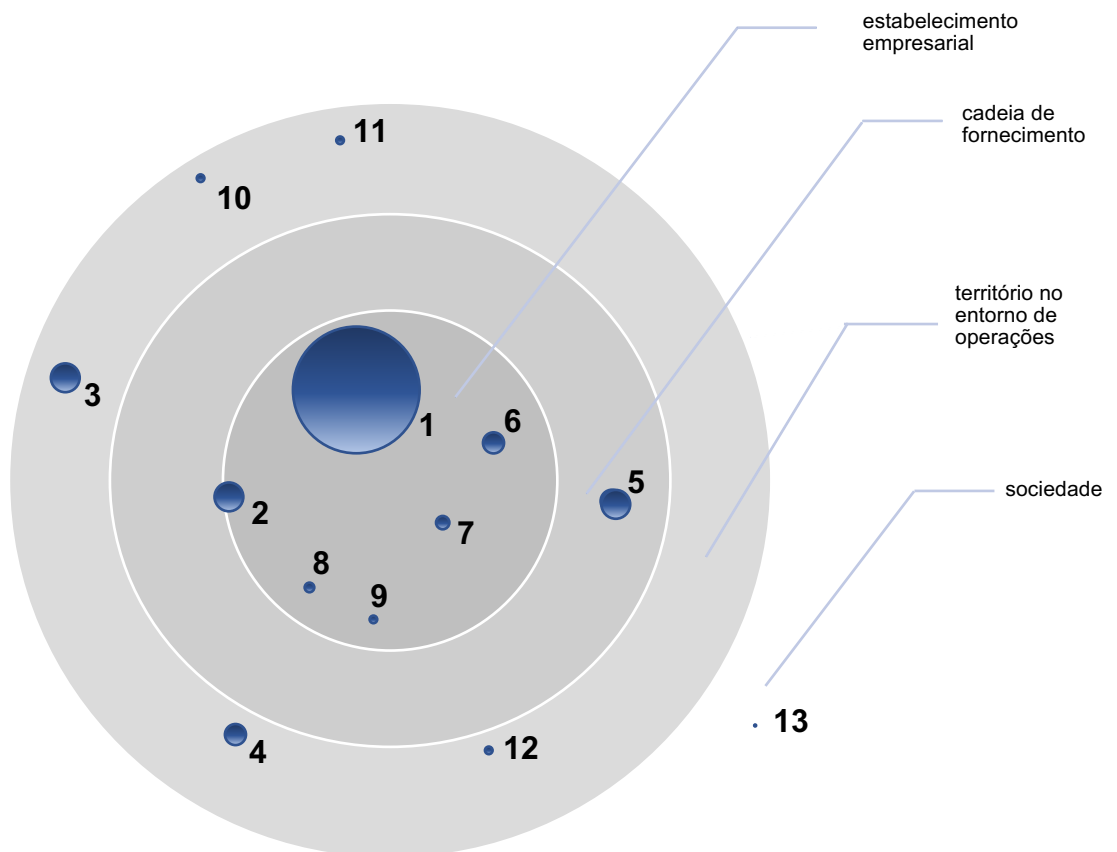 estabelecimento
empresarial
cadeia de
fornecimento
11
10
território no
entorno de
operações
3
1
6
5
2
7
sociedade
8
9
13
4
12